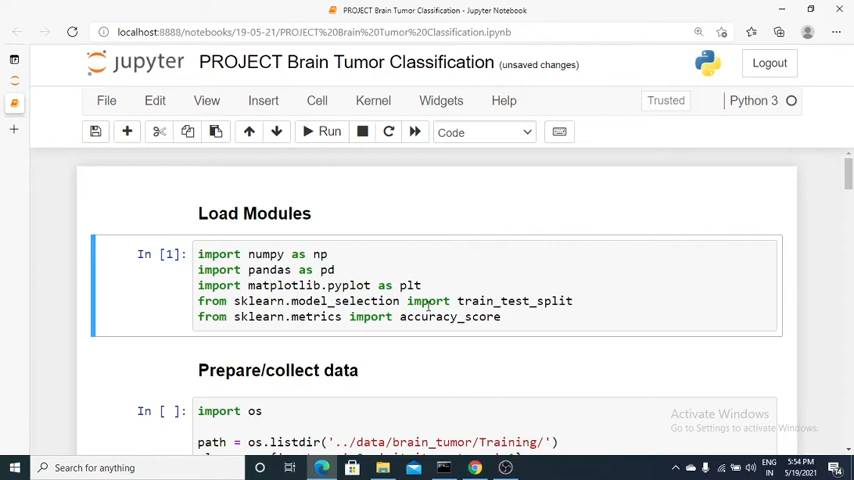 PROJECT Brain Tumor Classification - Jupyter Notebook
localhost:8888/notebooks/19-05-21/PROJECT%20Brain%20Tumor%20Classification.ipynb
jupyter PROJECT Brain Tumor Classification (unsaved changes) Logout
File Edit View Insert Cell Kernel Widgets Help Trusted Python 3
Run Code
Load Modules
In [1]: import numpy as np
import pandas as pd
import matplotlib.pyplot as plt
from sklearn.model_selection import train_test_split
from sklearn.metrics import accuracy_score
Prepare/collect data
In [ ]: import os
path = os.listdir('../data/brain_tumor/Training/')
Activate Windows
Go to Settings to activate Windows.
Search for anything
ENG 5:54 PM
IN 5/19/2021